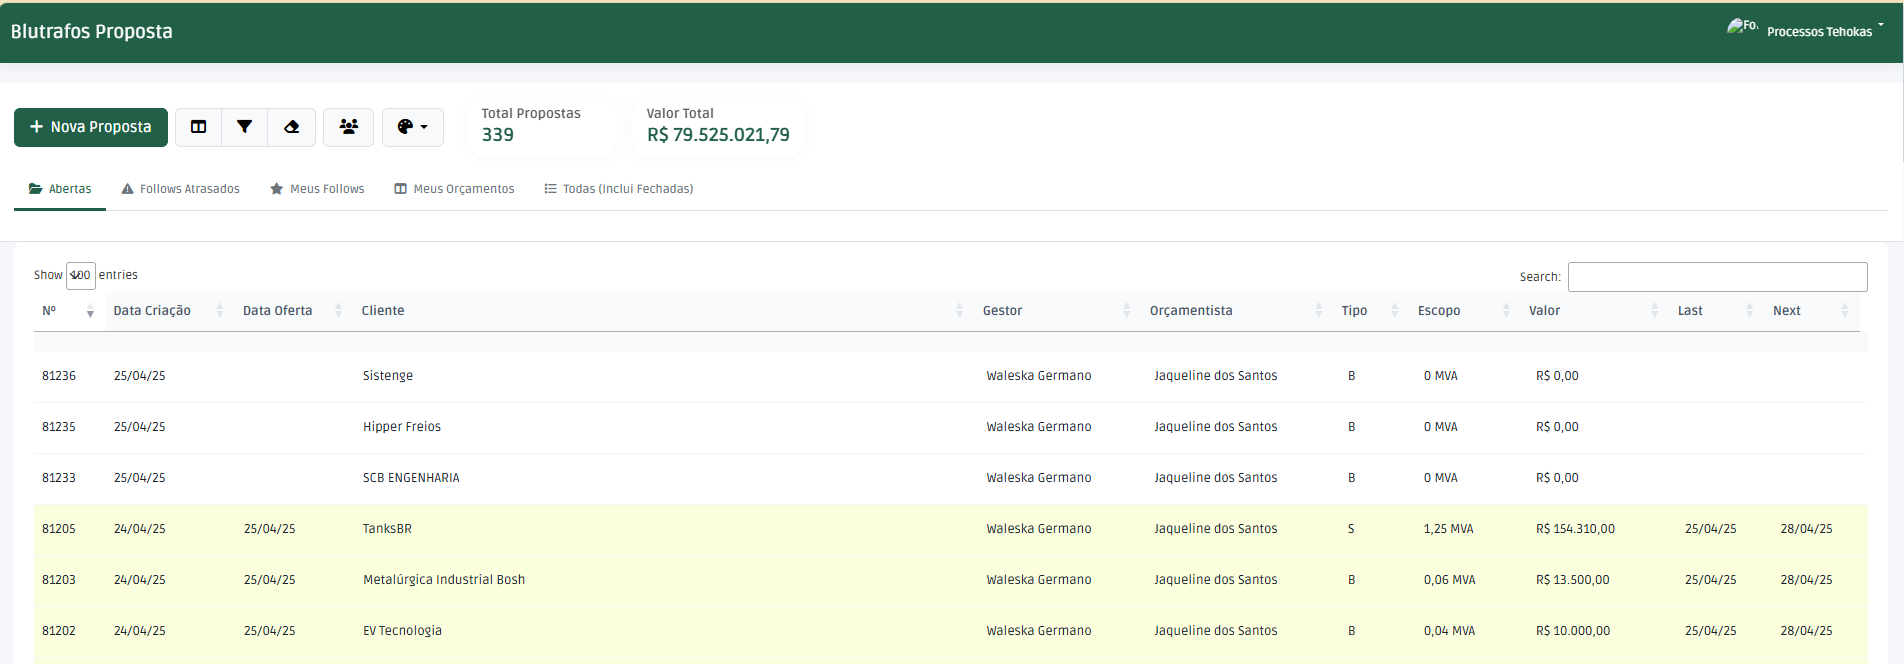 Blutrafos Proposta
Fo. Processos Tehokas
+ Nova Proposta
Total Propostas
339
Valor Total
R$ 79.525.021,79
Abertas Follows Atrasados Meus Follows Meus Orçamentos Todas (Inclui Fechadas)
Show 100 entries
Search:
Nº Data Criação Data Oferta Cliente Gestor Orçamentista Tipo Escopo Valor Last Next
81236 25/04/25 Sistenge Waleska Germano Jaqueline dos Santos B 0 MVA R$ 0,00
81235 25/04/25 Hipper Freios Waleska Germano Jaqueline dos Santos B 0 MVA R$ 0,00
81233 25/04/25 SCB ENGENHARIA Waleska Germano Jaqueline dos Santos B 0 MVA R$ 0,00
81205 24/04/25 25/04/25 TanksBR Waleska Germano Jaqueline dos Santos S 1,25 MVA R$ 154.310,00 25/04/25 28/04/25
81203 24/04/25 25/04/25 Metalúrgica Industrial Bosh Waleska Germano Jaqueline dos Santos B 0,06 MVA R$ 13.500,00 25/04/25 28/04/25
81202 24/04/25 25/04/25 EV Tecnologia Waleska Germano Jaqueline dos Santos B 0,04 MVA R$ 10.000,00 25/04/25 28/04/25